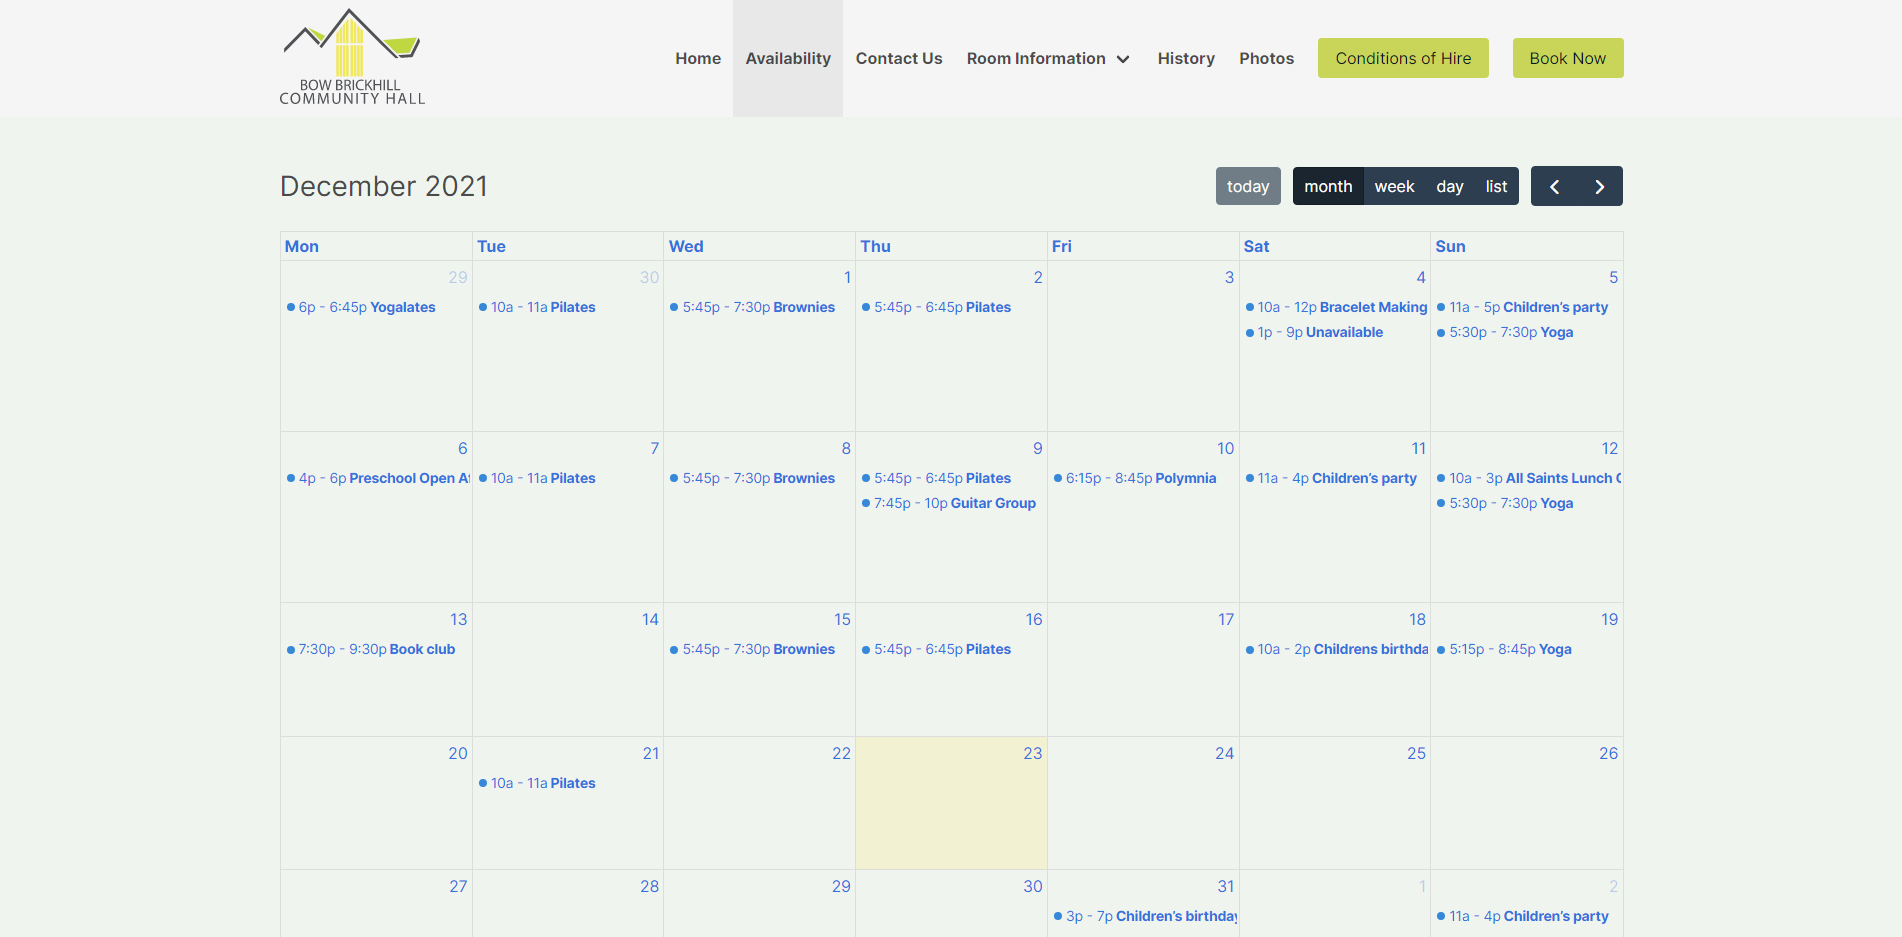 BOW BRICKHILL
COMMUNITY HALL
Home Availability Contact Us Room Information History Photos Conditions of Hire Book Now
December 2021
today month week day list
Mon Tue Wed Thu Fri Sat Sun
29 30 1 2 3 4 5
6p - 6:45p Yogalates 10a - 11a Pilates 5:45p - 7:30p Brownies 5:45p - 6:45p Pilates 10a - 12p Bracelet Making 11a - 5p Children's party
1p - 9p Unavailable 5:30p - 7:30p Yoga
6 7 8 9 10 11 12
4p - 6p Preschool Open 10a - 11a Pilates 5:45p - 7:30p Brownies 5:45p - 6:45p Pilates 6:15p - 8:45p Polymnia 11a - 4p Children's party 10a - 3p All Saints Lunch
7:45p - 10p Guitar Group 5:30p - 7:30p Yoga
13 14 15 16 17 18 19
7:30p - 9:30p Book club 5:45p - 7:30p Brownies 5:45p - 6:45p Pilates 10a - 2p Childrens birthda 5:15p - 8:45p Yoga
20 21 22 23 24 25 26
10a - 11a Pilates
27 28 29 30 31 1 2
3p - 7p Children's birthday 11a - 4p Children's party